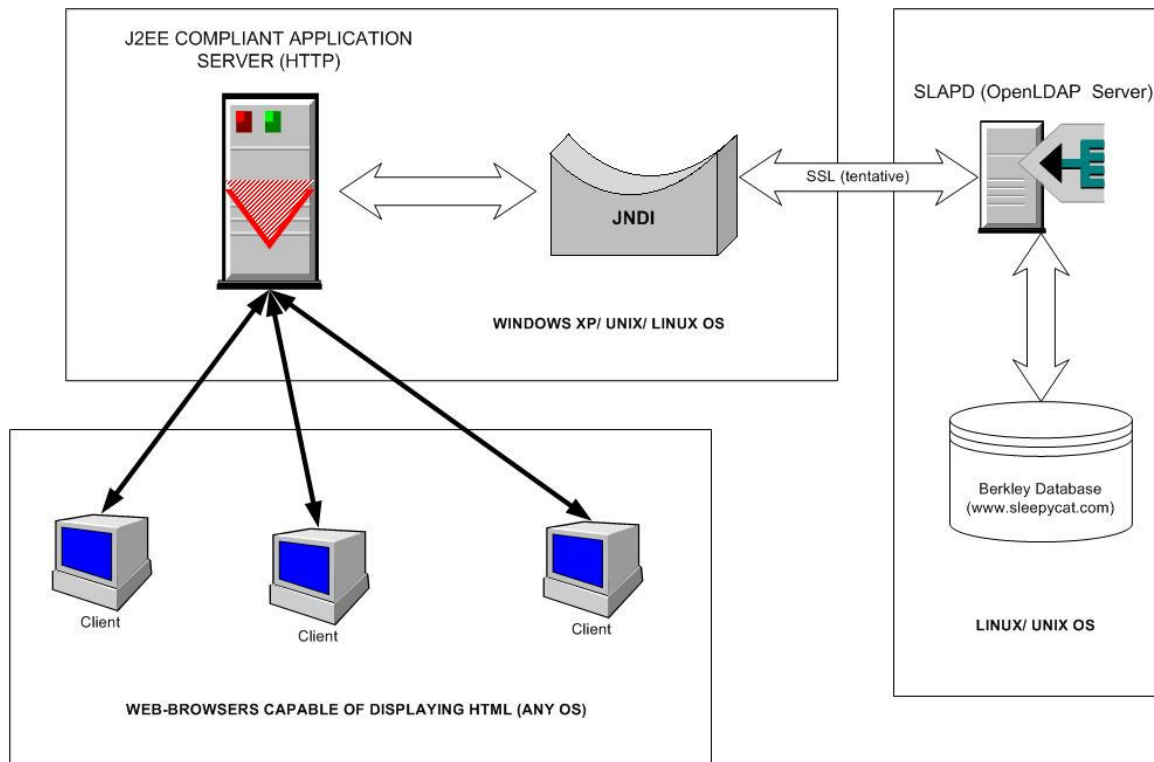 J2EE COMPLIANT APPLICATION
SERVER (HTTP)
SLAPD (OpenLDAP Server)
SSL (tentative)
JNDI
WINDOWS XP/ UNIX/ LINUX OS
Berkley Database
(www.sleepycat.com)
Client
Client
Client
LINUX/ UNIX OS
WEB-BROWSERS CAPABLE OF DISPLAYING HTML (ANY OS)